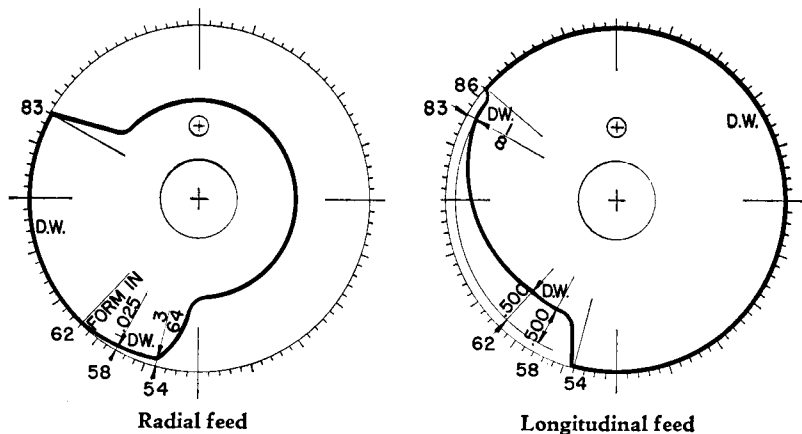 83
D.W.
FORM IN
.025
D.W.
3
64
62
58
54
Radial feed
86
83
D.W.
1
8
D.W.
D.W.
.500
.500
62
58
54
Longitudinal feed